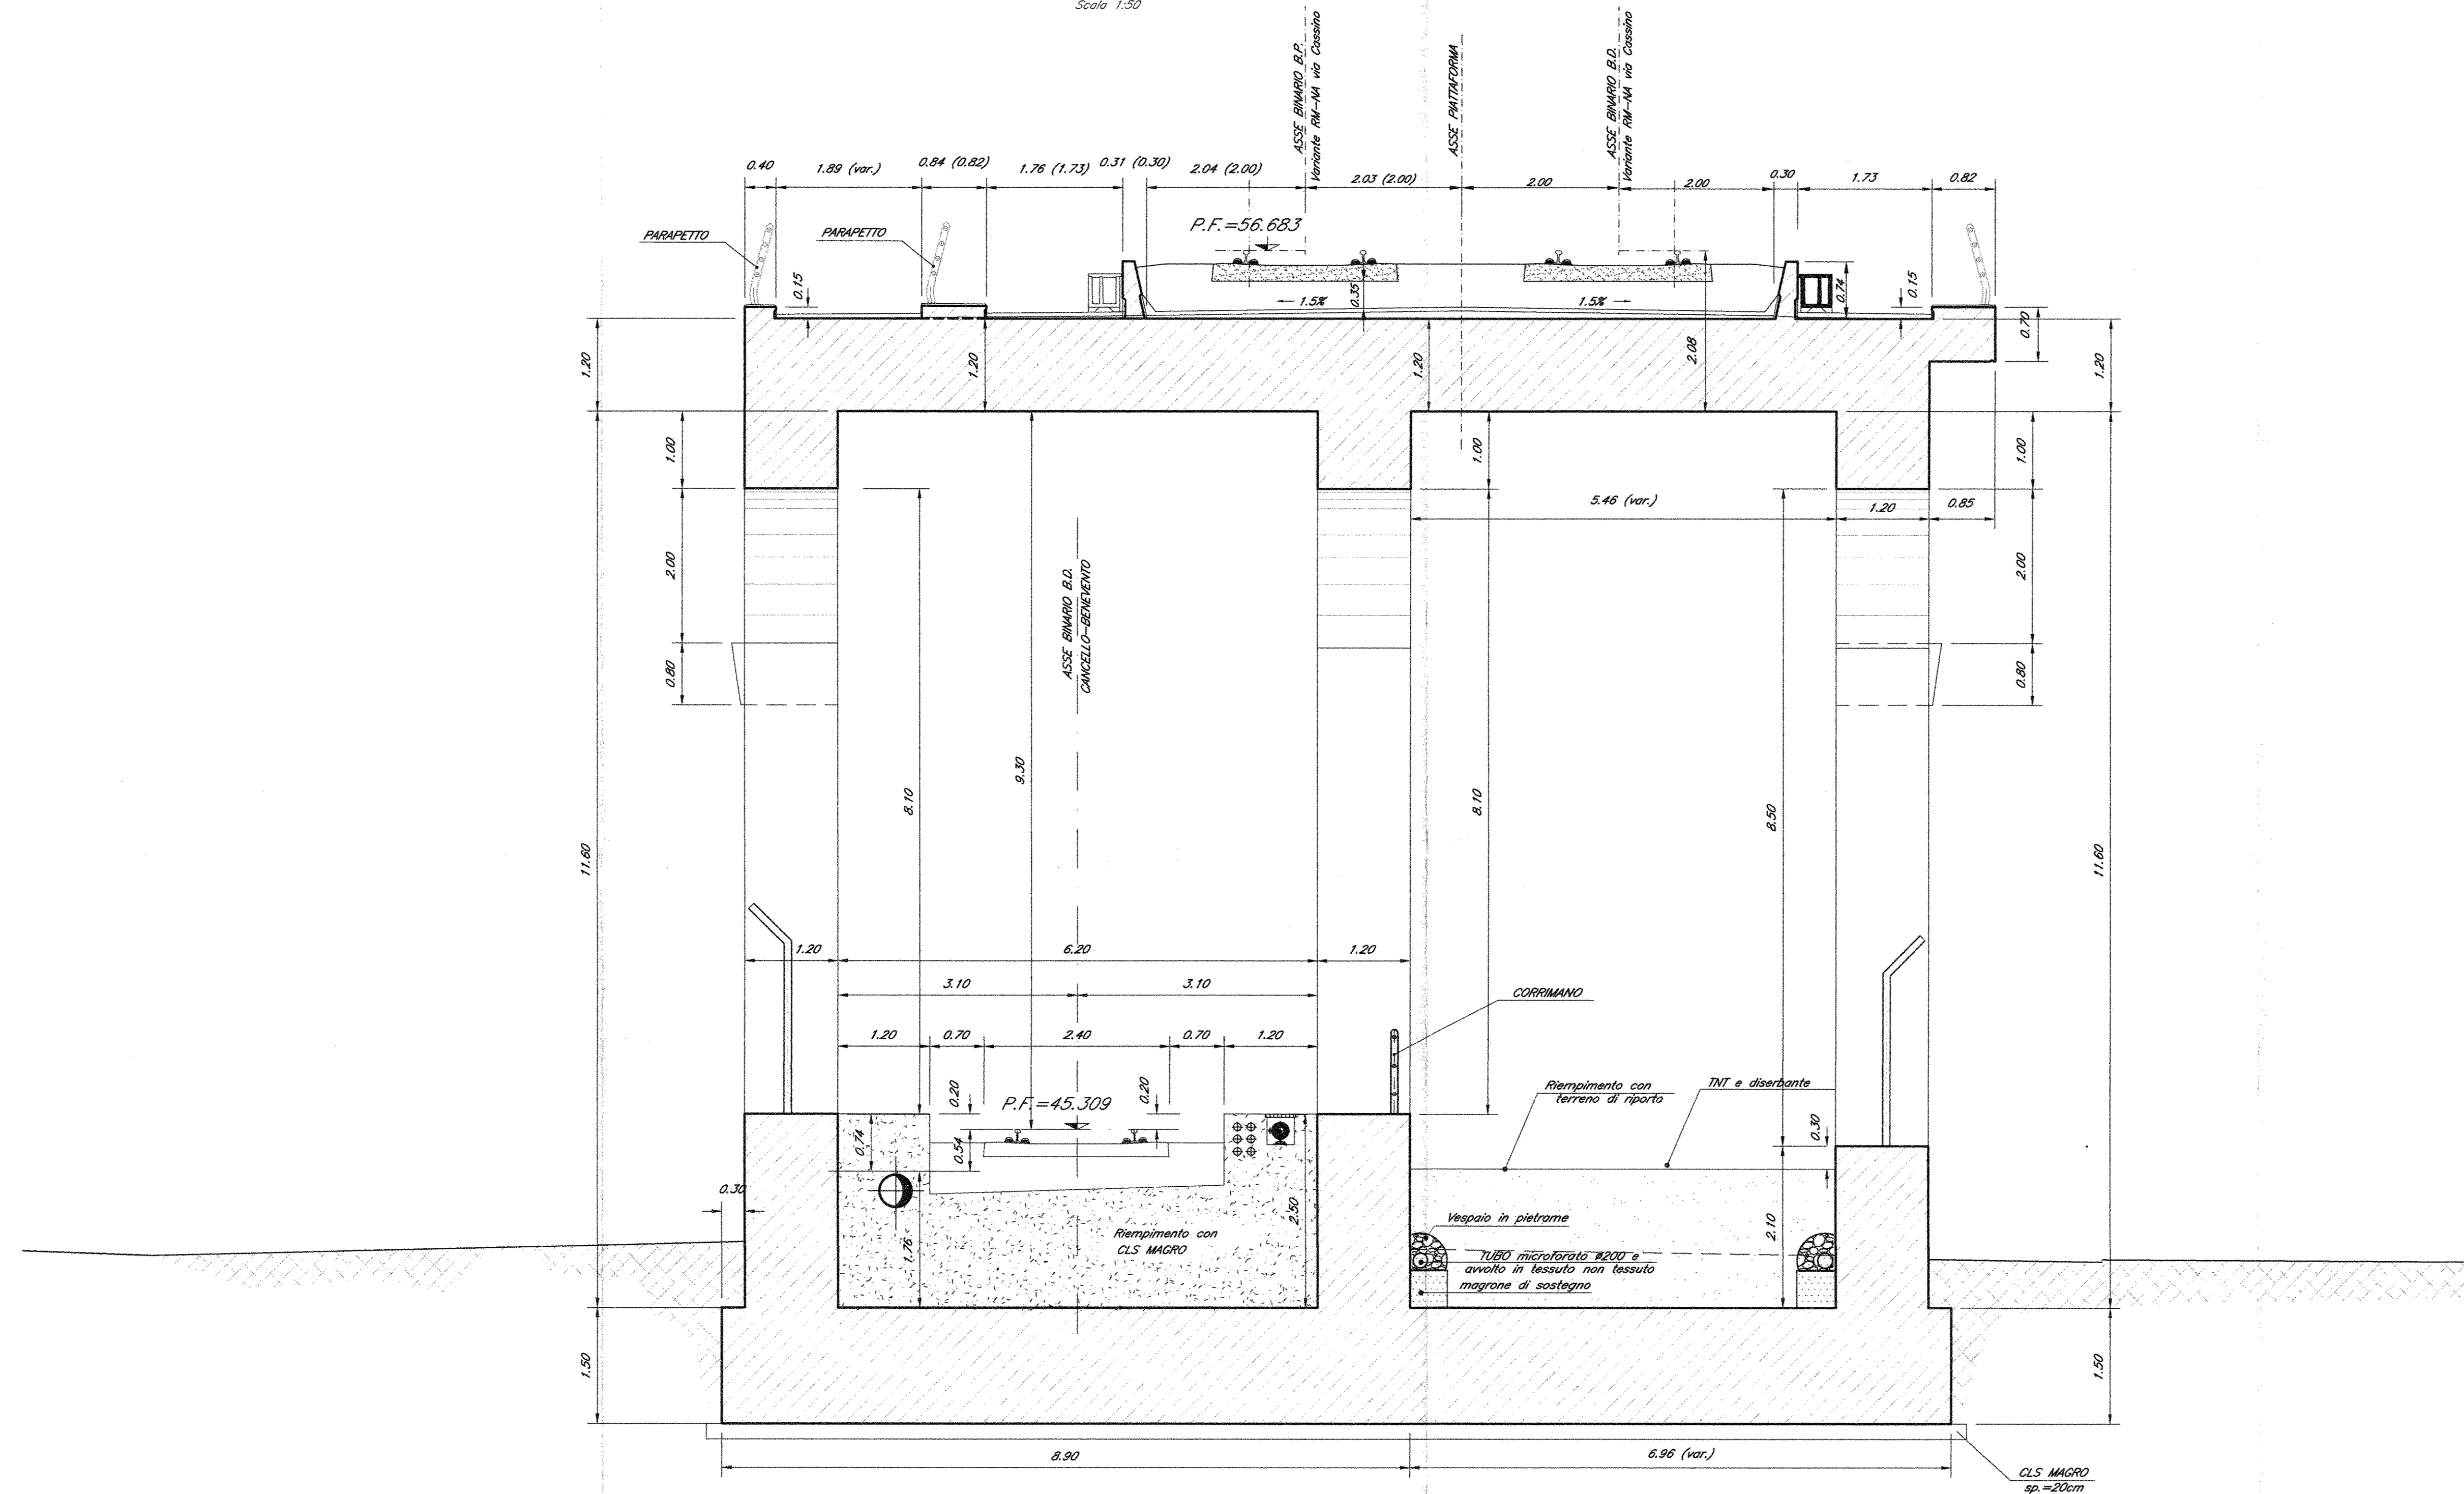 Scala 1:50
ASSE BINARIO B.P.
Variante RM-NA via Cassino
ASSE PIATTAFORMA
ASSE BINARIO B.D.
Variante RM-NA via Cassino
0.40
1.89 (var.)
0.84 (0.82)
1.76 (1.73)
0.31 (0.30)
2.04 (2.00)
2.03 (2.00)
2.00
2.00
0.30
1.73
0.82
P.F.=56.683
PARAPETTO
PARAPETTO
0.15
1.5%
0.35
1.5%
0.74
0.15
0.70
1.20
1.20
1.20
2.08
1.20
1.00
1.00
1.00
5.46 (var.)
1.20
0.85
2.00
2.00
ASSE BINARIO B.D.
CANCELLO-BENEVENTO
0.80
0.80
9.30
8.10
8.10
8.50
11.60
11.60
1.20
6.20
1.20
3.10
3.10
CORRIMANO
1.20
0.70
2.40
0.70
1.20
0.20
0.20
P.F.=45.309
Riempimento con
terreno di riporto
TNT e diserbante
0.74
0.54
0.30
0.30
2.50
Vespaio in pietrame
2.10
Riempimento con
CLS MAGRO
1.76
TUBO microforato ø200 e
avvolto in tessuto non tessuto
magrone di sostegno
1.50
1.50
8.90
6.96 (var.)
CLS MAGRO
sp.=20cm